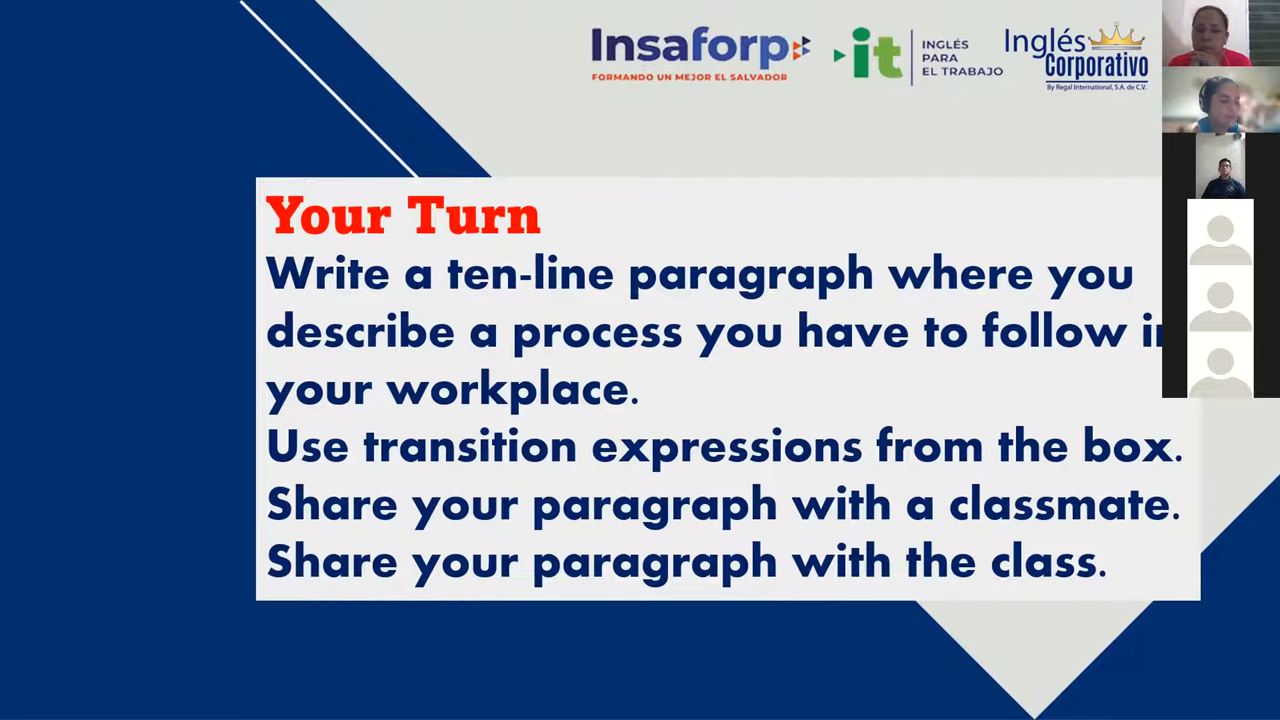 Insaforp
FORMANDO UN MEJOR EL SALVADOR
it
INGLÉS
PARA
EL TRABAJO
Inglés
Corporativo
By Regal International, S.A. de C.V.
Your Turn
Write a ten-line paragraph where you
describe a process you have to follow
your workplace.
Use transition expressions from the box.
Share your paragraph with a classmate.
Share your paragraph with the class.